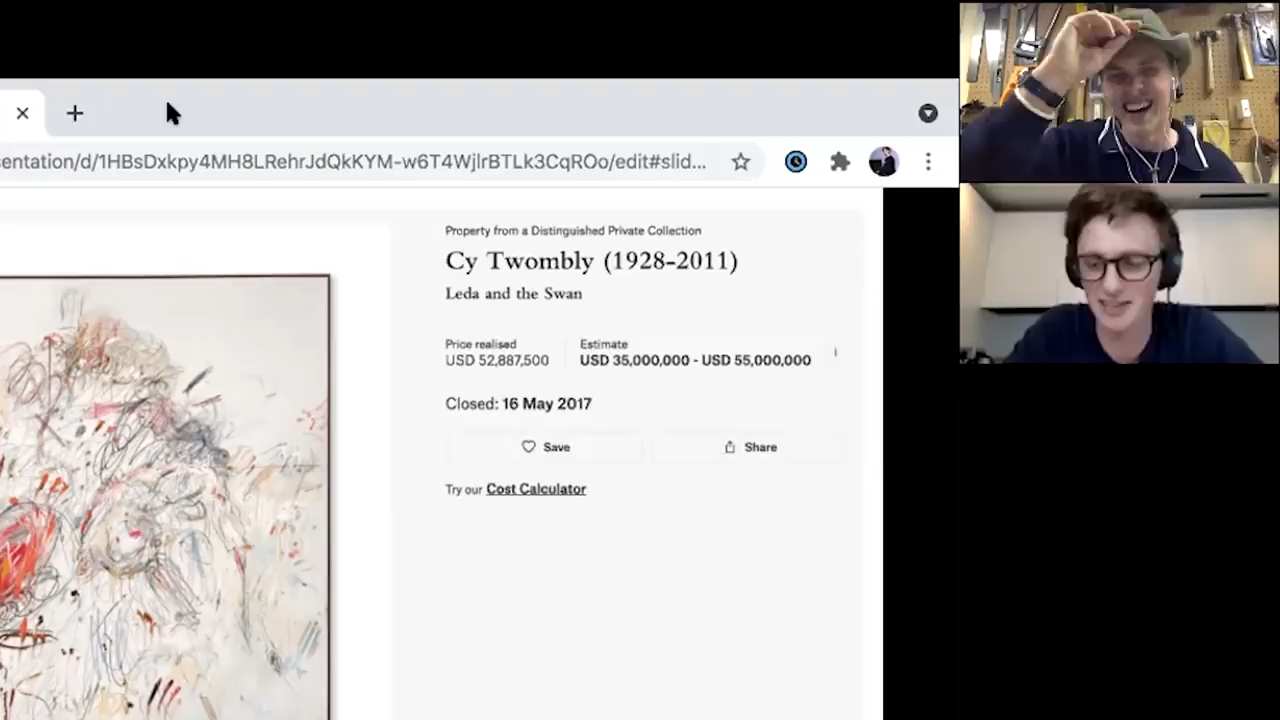 sentation/d/1HBsDxkpy4MH8LRehrJdQkKYM-w6T4WjlrBTLk3CqROo/edit#slid...
Property from a Distinguished Private Collection
Cy Twombly (1928-2011)
Leda and the Swan
Price realised
USD 52,887,500
Estimate
USD 35,000,000 - USD 55,000,000
Closed: 16 May 2017
Save
Share
Try our Cost Calculator